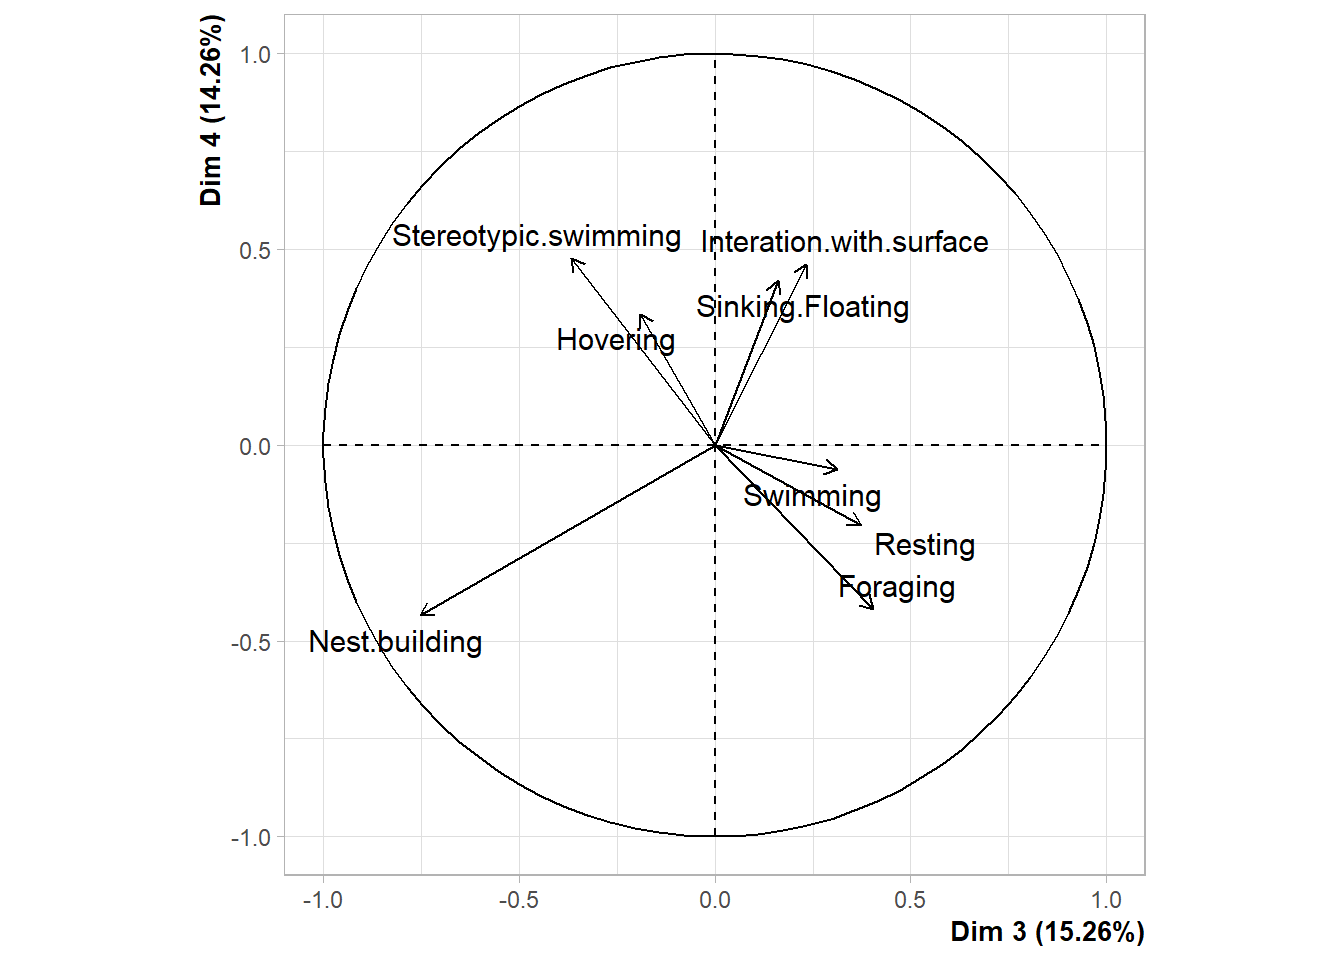 Dim 4 (14.26%)
1.0
0.5
0.0
-0.5
-1.0
Stereotypic.swimming
Interation.with.surface
Sinking.Floating
Hovering
Swimming
Resting
Foraging
Nest.building
-1.0
-0.5
0.0
0.5
1.0
Dim 3 (15.26%)